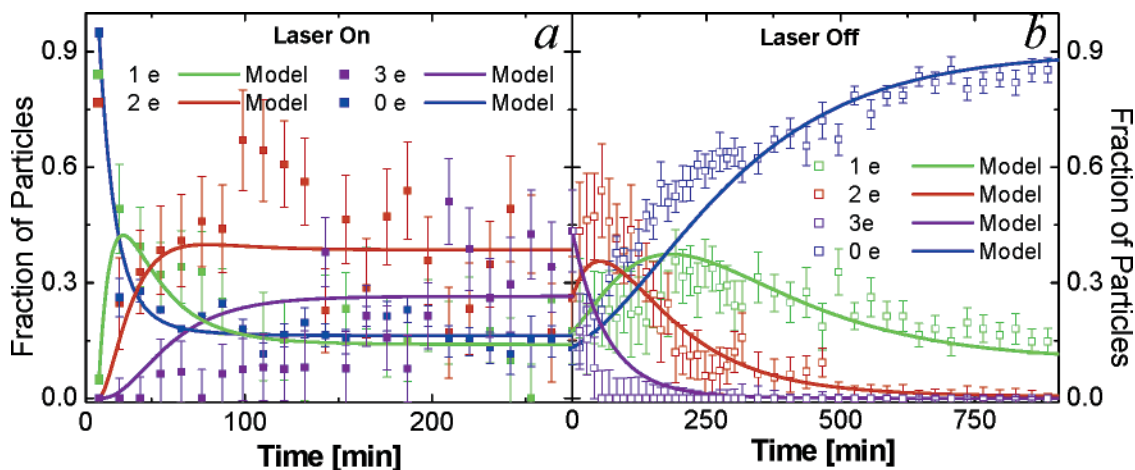 Laser On
a
1 e Model 3 e Model
2 e Model 0 e Model
Fraction of Particles
0.9
0.6
0.3
0.0
0 100 200
Time [min]
Laser Off
b
1 e Model
2 e Model
3e Model
0 e Model
0.9
0.6
0.3
0.0
Fraction of Particles
0 250 500 750
Time [min]